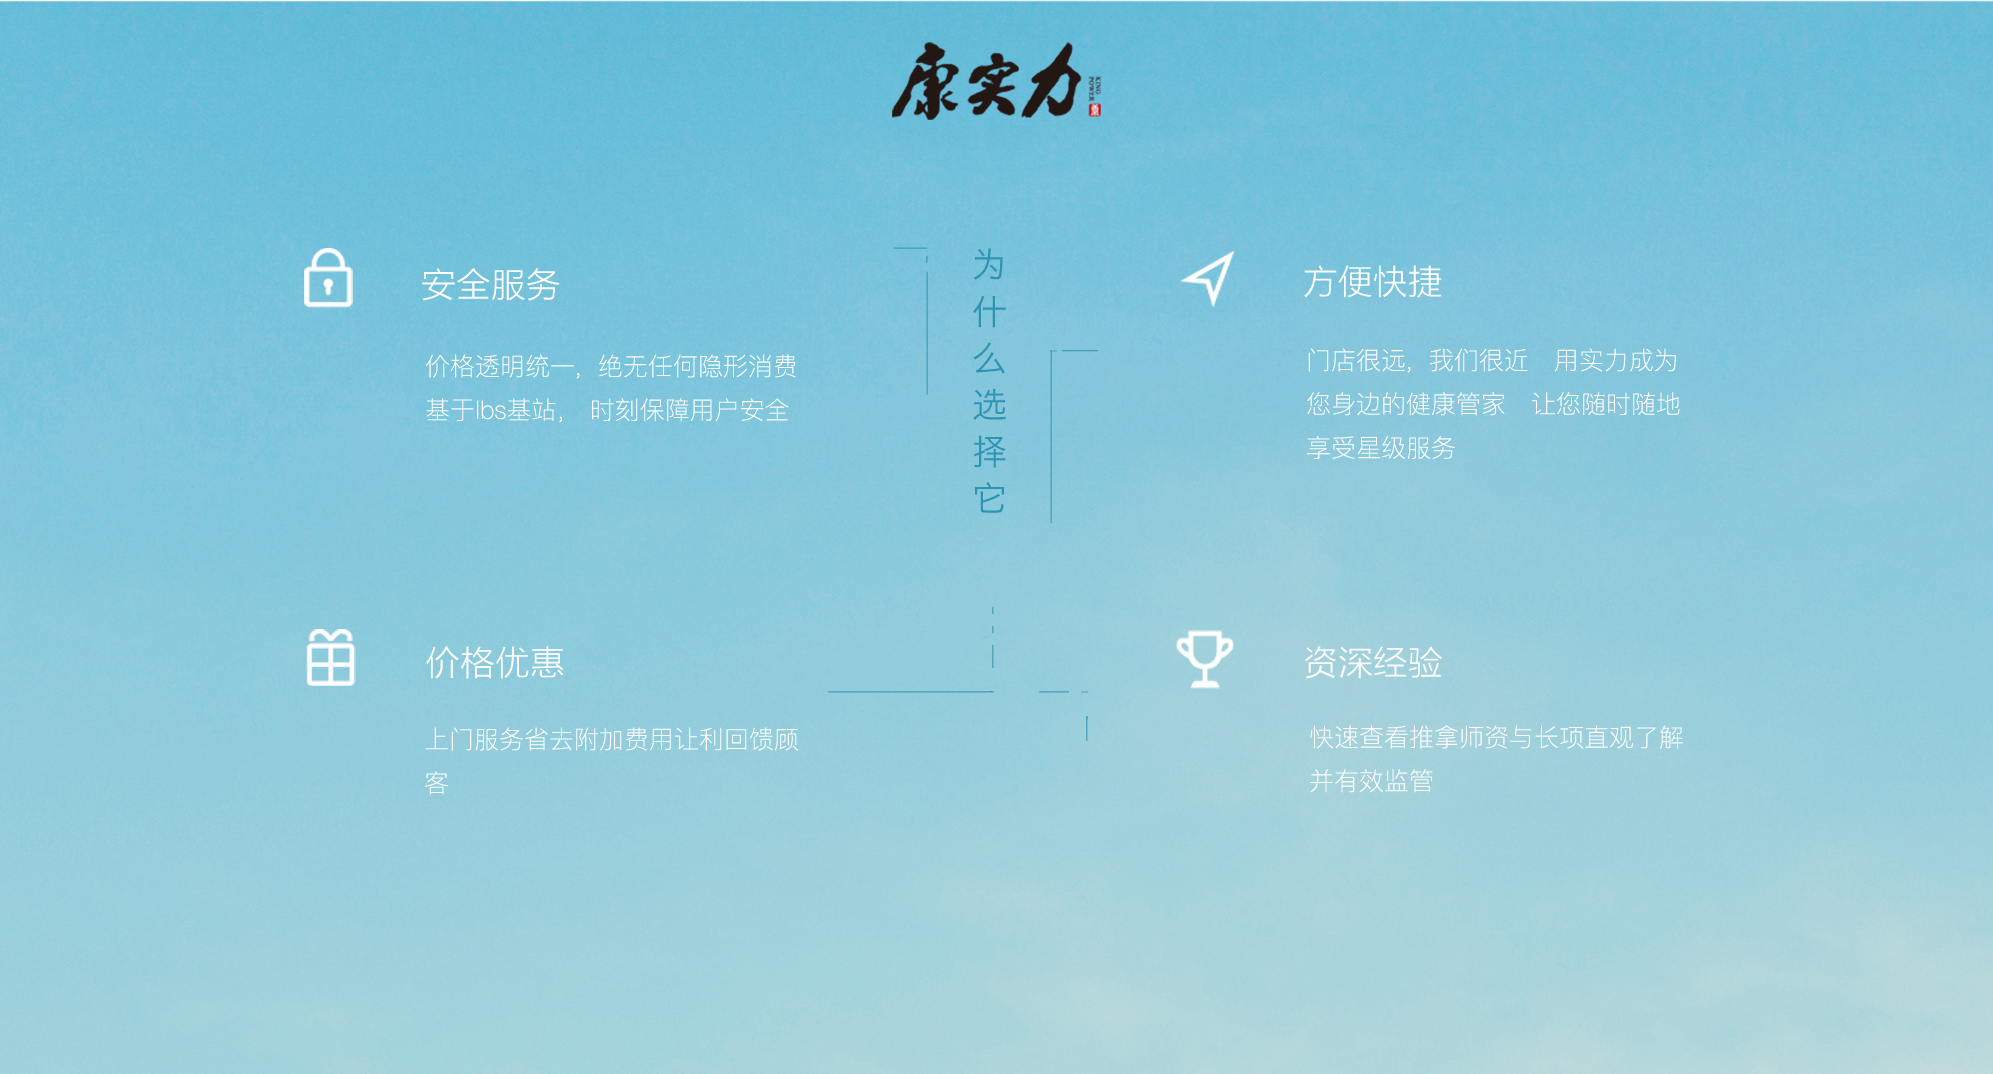 康实力
KING
POWER
安全服务
价格透明统一，绝无任何隐形消费
基于lbs基站， 时刻保障用户安全
为什么选择它
方便快捷
门店很远，我们很近 用实力成为
您身边的健康管家 让您随时随地
享受星级服务
价格优惠
上门服务省去附加费用让利回馈顾
客
资深经验
快速查看推拿师资与长项直观了解
并有效监管